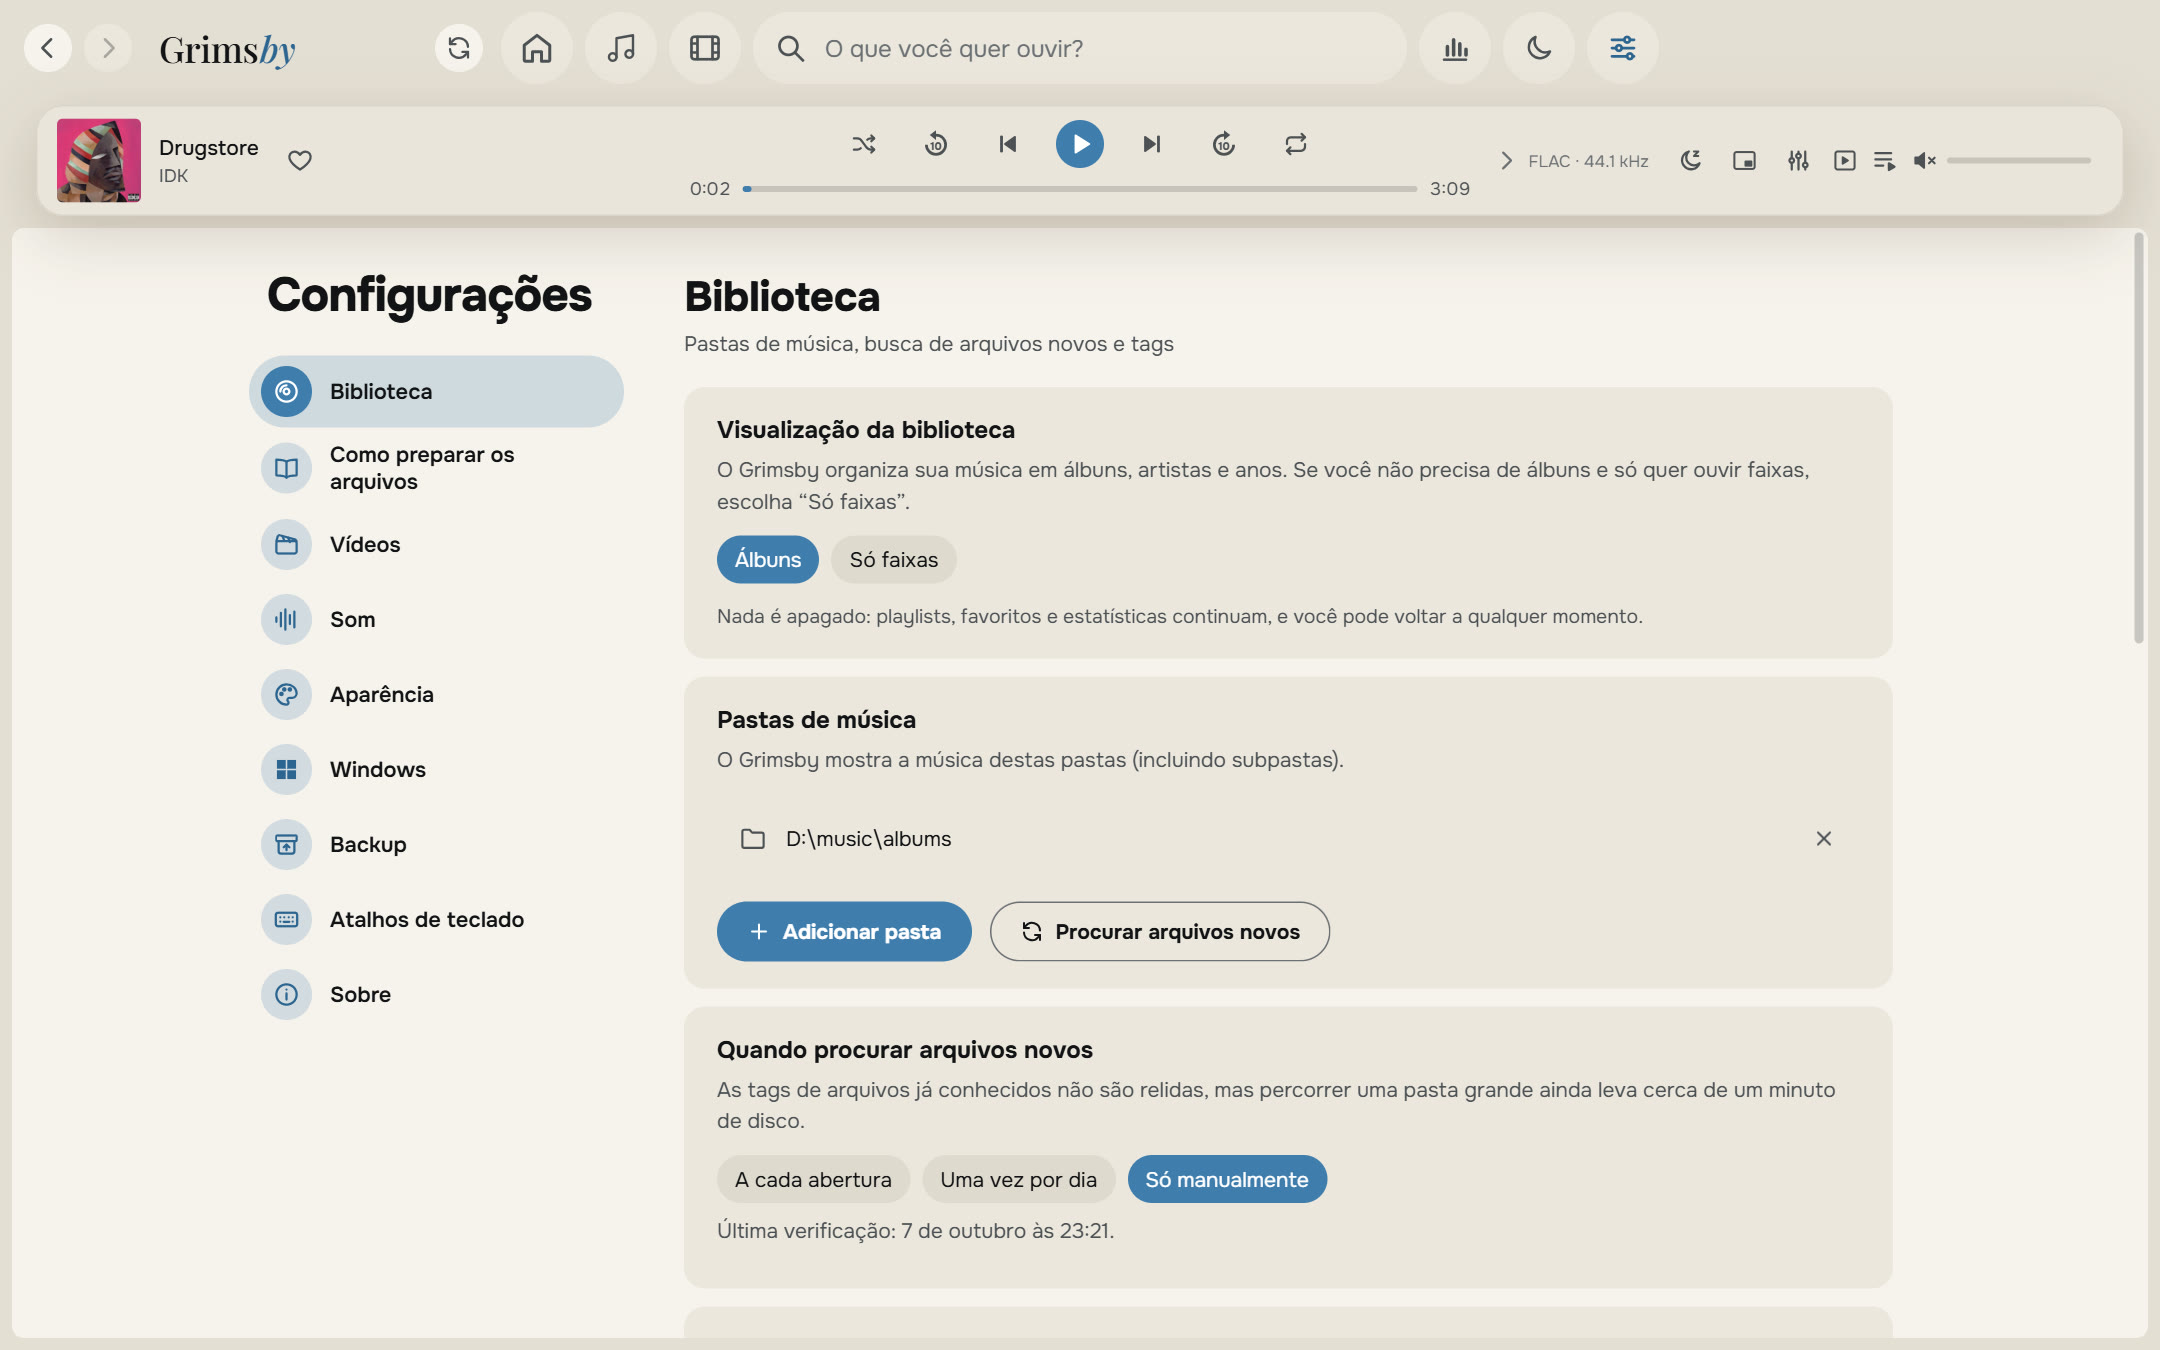 Grimsby
O que você quer ouvir?
Drugstore
IDK
10
10
0:02
3:09
FLAC · 44.1 kHz
Configurações
Biblioteca
Como preparar os
arquivos
Vídeos
Som
Aparência
Windows
Backup
Atalhos de teclado
Sobre
Biblioteca
Pastas de música, busca de arquivos novos e tags
Visualização da biblioteca
O Grimsby organiza sua música em álbuns, artistas e anos. Se você não precisa de álbuns e só quer ouvir faixas,
escolha “Só faixas”.
Álbuns
Só faixas
Nada é apagado: playlists, favoritos e estatísticas continuam, e você pode voltar a qualquer momento.
Pastas de música
O Grimsby mostra a música destas pastas (incluindo subpastas).
D:\music\albums
Adicionar pasta
Procurar arquivos novos
Quando procurar arquivos novos
As tags de arquivos já conhecidos não são relidas, mas percorrer uma pasta grande ainda leva cerca de um minuto
de disco.
A cada abertura
Uma vez por dia
Só manualmente
Última verificação: 7 de outubro às 23:21.